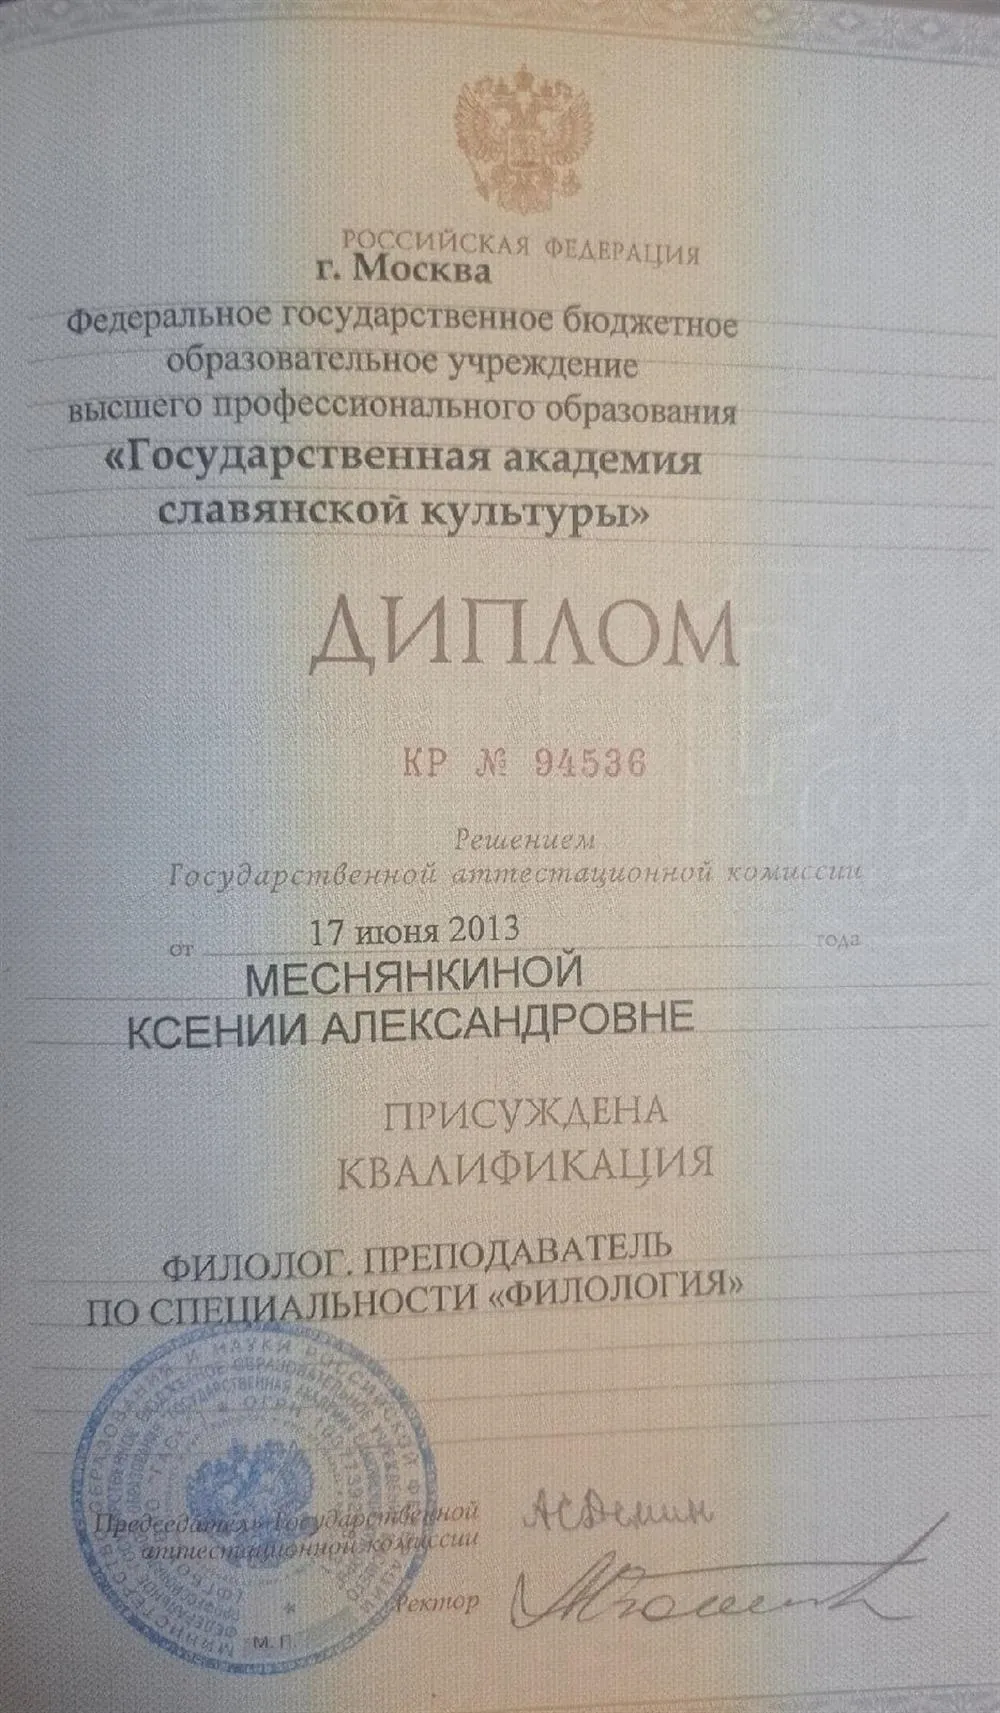 РОССИЙСКАЯ ФЕДЕРАЦИЯ
г. Москва
Федеральное государственное бюджетное
образовательное учреждение
высшего профессионального образования
«Государственная академия
славянской культуры»
ДИПЛОМ
КР № 94536
Решением
Государственной аттестационной комиссии
от 17 июня 2013 года
МЕСНЯНКИНОЙ
КСЕНИИ АЛЕКСАНДРОВНЕ
ПРИСУЖДЕНА
КВАЛИФИКАЦИЯ
ФИЛОЛОГ. ПРЕПОДАВАТЕЛЬ
ПО СПЕЦИАЛЬНОСТИ «ФИЛОЛОГИЯ»
Председатель Государственной
аттестационной комиссии
Ректор
М. П.